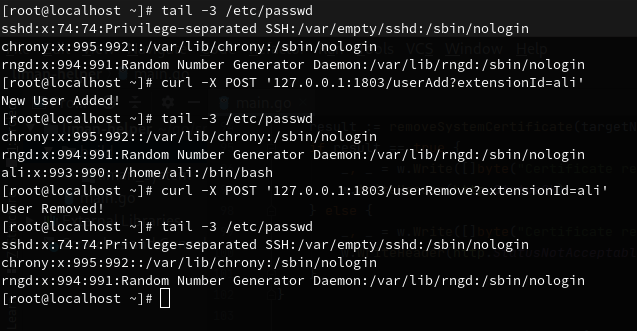 [root@localhost ~]# tail -3 /etc/passwd
sshd:x:74:74:Privilege-separated SSH:/var/empty/sshd:/sbin/nologin
chrony:x:995:992::/var/lib/chrony:/sbin/nologin
rngd:x:994:991:Random Number Generator Daemon:/var/lib/rngd:/sbin/nologin
[root@localhost ~]# curl -X POST '127.0.0.1:1803/userAdd?extensionId=ali'
New User Added!
[root@localhost ~]# tail -3 /etc/passwd
chrony:x:995:992::/var/lib/chrony:/sbin/nologin
rngd:x:994:991:Random Number Generator Daemon:/var/lib/rngd:/sbin/nologin
ali:x:993:990::/home/ali:/bin/bash
[root@localhost ~]# curl -X POST '127.0.0.1:1803/userRemove?extensionId=ali'
User Removed!
[root@localhost ~]# tail -3 /etc/passwd
sshd:x:74:74:Privilege-separated SSH:/var/empty/sshd:/sbin/nologin
chrony:x:995:992::/var/lib/chrony:/sbin/nologin
rngd:x:994:991:Random Number Generator Daemon:/var/lib/rngd:/sbin/nologin
[root@localhost ~]#